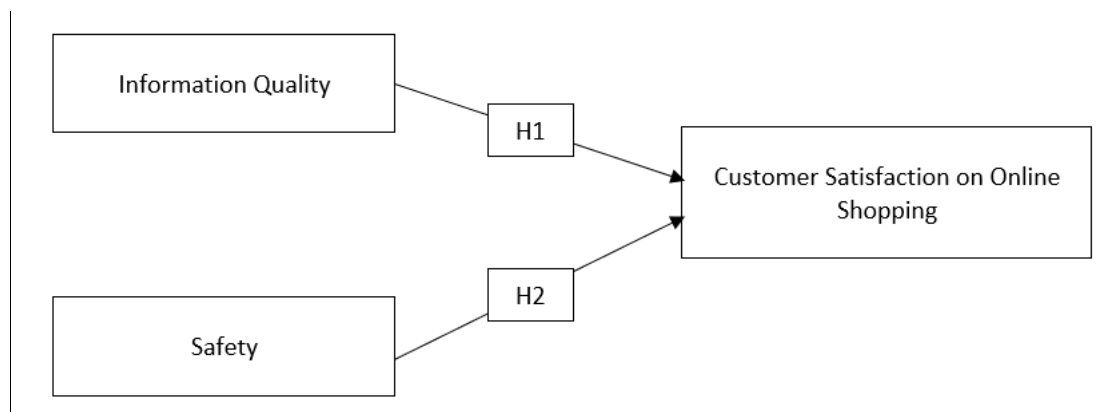 Information Quality
H1
Customer Satisfaction on Online
Shopping
H2
Safety